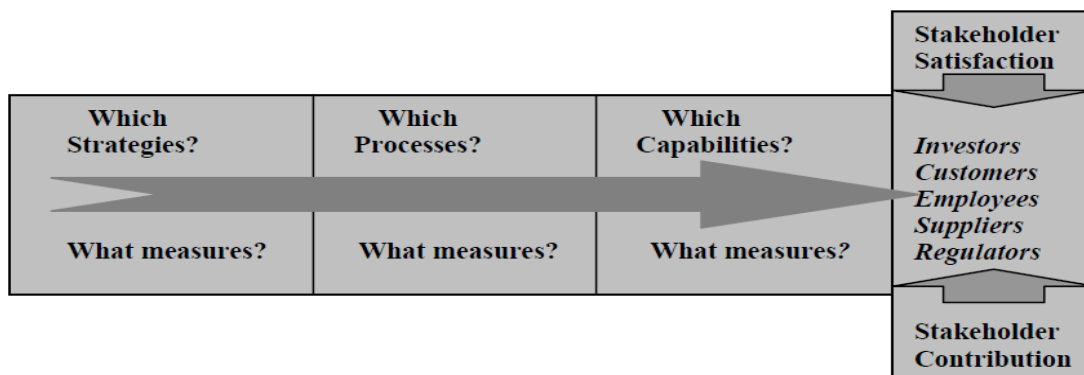 Stakeholder
Satisfaction
Which
Strategies?
Which
Processes?
Which
Capabilities?
Investors
Customers
Employees
Suppliers
Regulators
What measures?
What measures?
What measures?
Stakeholder
Contribution